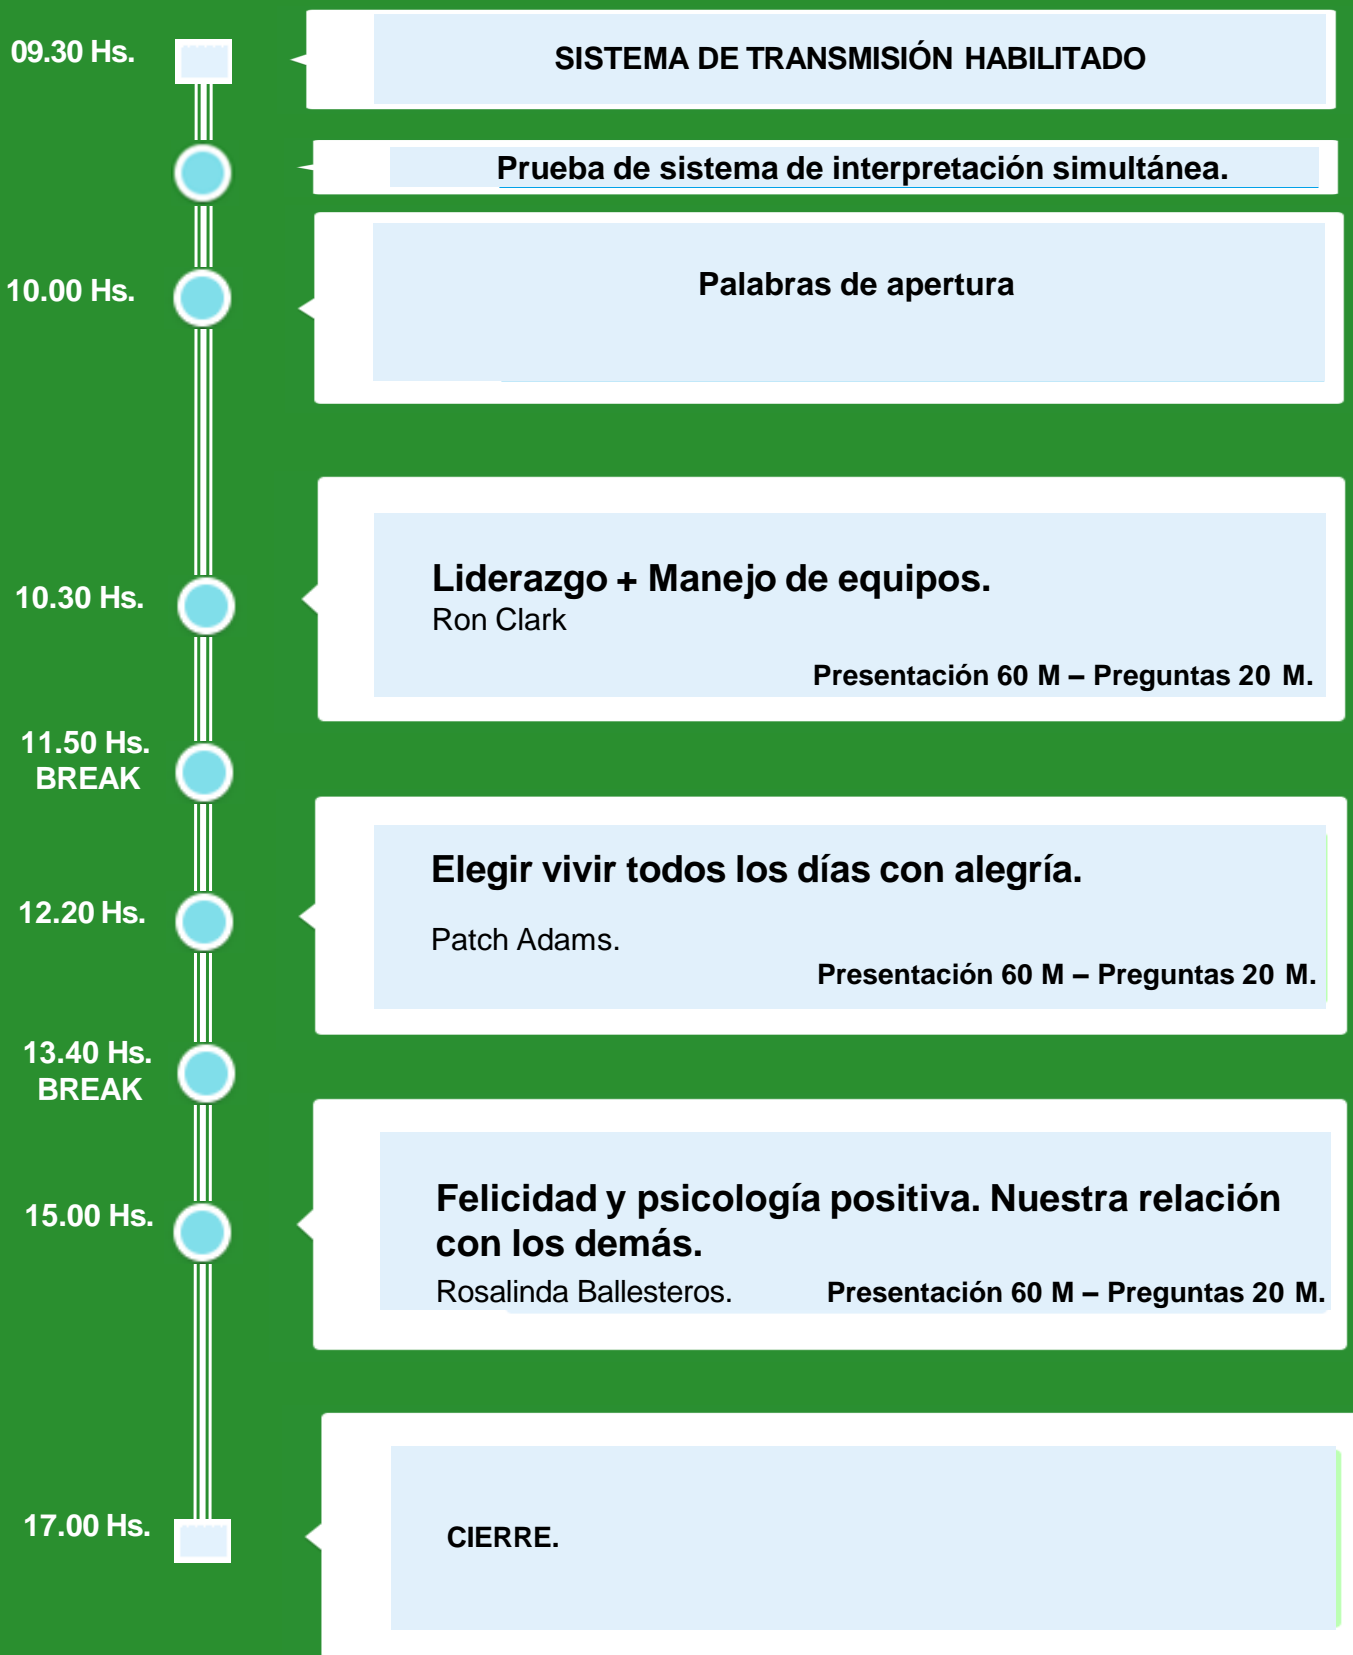 09.30 Hs.
SISTEMA DE TRANSMISIÓN HABILITADO
Prueba de sistema de interpretación simultánea.
10.00 Hs.
Palabras de apertura
10.30 Hs.
Liderazgo + Manejo de equipos.
Ron Clark
Presentación 60 M – Preguntas 20 M.
11.50 Hs.
BREAK
12.20 Hs.
Elegir vivir todos los días con alegría.
Patch Adams.
Presentación 60 M – Preguntas 20 M.
13.40 Hs.
BREAK
15.00 Hs.
Felicidad y psicología positiva. Nuestra relación
con los demás.
Rosalinda Ballesteros. Presentación 60 M – Preguntas 20 M.
17.00 Hs.
CIERRE.